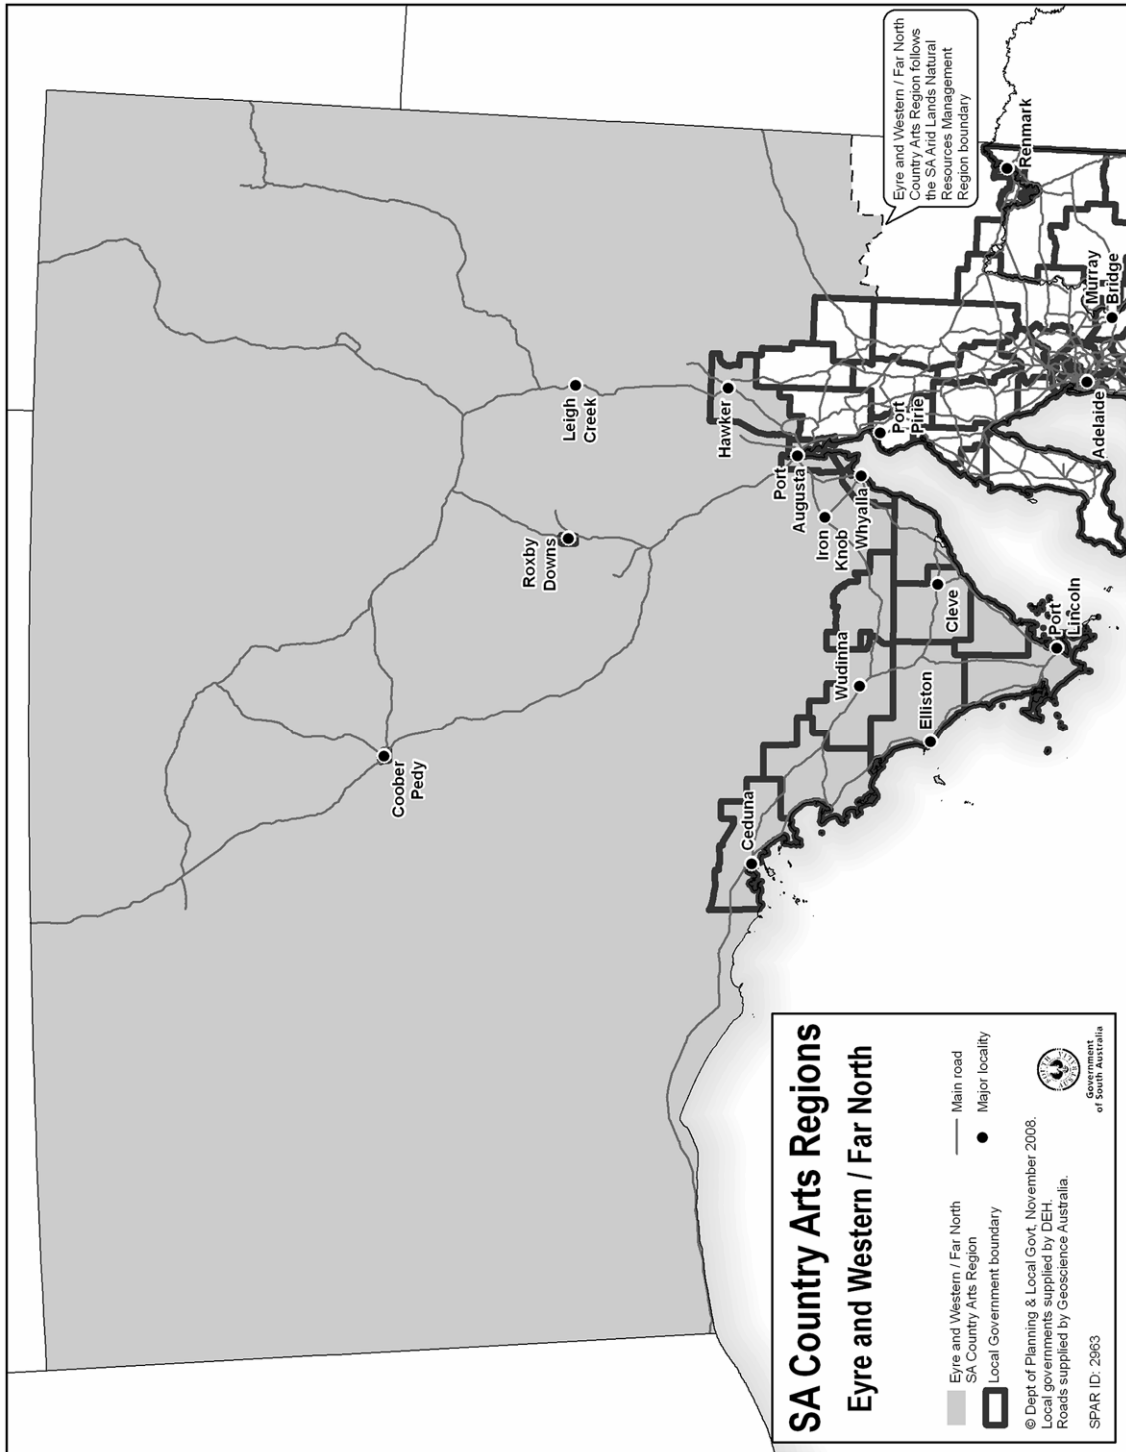 Eyre and Western / Far North
Country Arts Region follows
the SA Arid Lands Natural
Resources Management
Region boundary
Renmark
Murray
Bridge
Leigh
Creek
Hawker
Port
Pirie
Adelaide
Port
Augusta
Roxby
Downs
Iron
Knob
Whyalla
Cleve
Port
Lincoln
Wudinna
Elliston
Coober
Pedy
Ceduna
SA Country Arts Regions
Eyre and Western / Far North
Eyre and Western / Far North
SA Country Arts Region
Local Government boundary
Main road
Major locality
© Dept of Planning & Local Govt, November 2008.
Local governments supplied by DEH.
Roads supplied by Geoscience Australia.
SPAR ID: 2963
Government
of South Australia